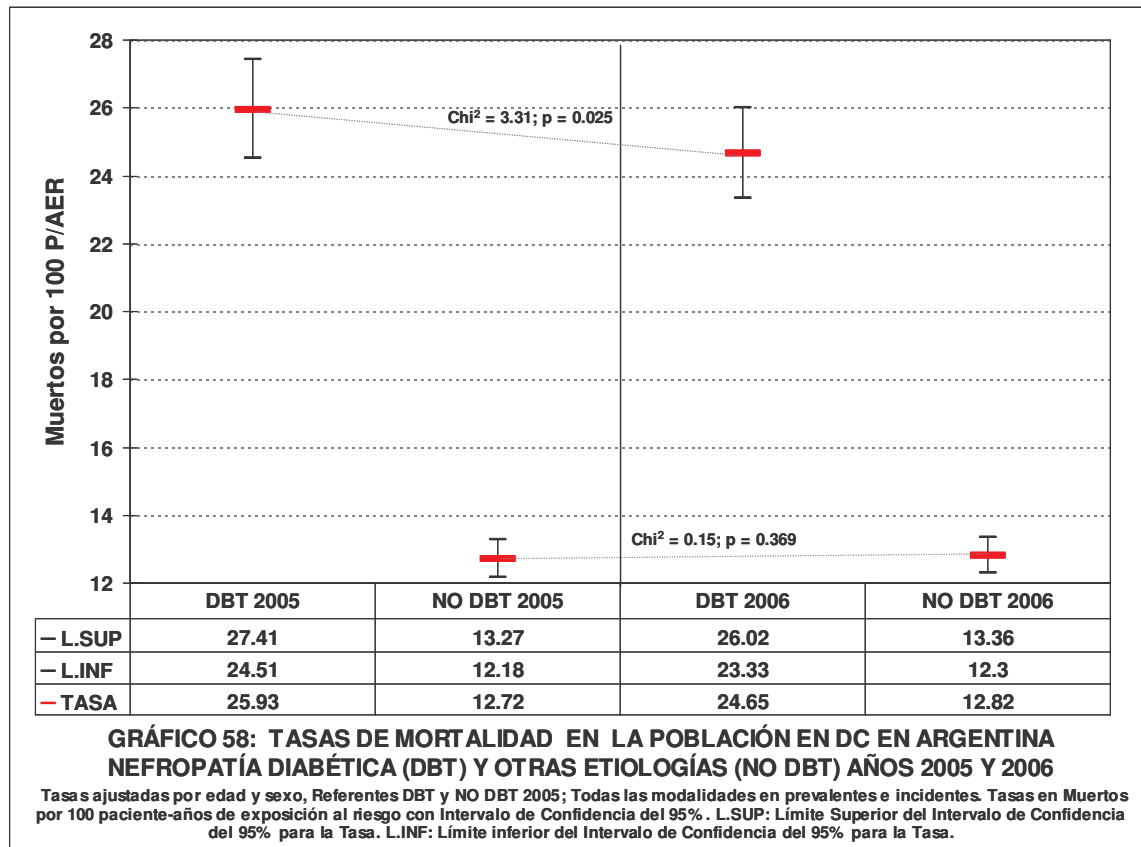 28
26
24
22
20
18
16
14
12
Muertos por 100 P/AER
Chi² = 3.31; p = 0.025
Chi² = 0.15; p = 0.369
DBT 2005 NO DBT 2005 DBT 2006 NO DBT 2006
L.SUP 27.41 13.27 26.02 13.36
L.INF 24.51 12.18 23.33 12.3
TASA 25.93 12.72 24.65 12.82
GRÁFICO 58: TASAS DE MORTALIDAD EN LA POBLACIÓN EN DC EN ARGENTINA
NEFROPATÍA DIABÉTICA (DBT) Y OTRAS ETIOLOGÍAS (NO DBT) AÑOS 2005 Y 2006
Tasas ajustadas por edad y sexo, Referentes DBT y NO DBT 2005; Todas las modalidades en prevalentes e incidentes. Tasas en Muertos
por 100 paciente-años de exposición al riesgo con Intervalo de Confidencia del 95%. L.SUP: Límite Superior del Intervalo de Confidencia
del 95% para la Tasa. L.INF: Límite inferior del Intervalo de Confidencia del 95% para la Tasa.